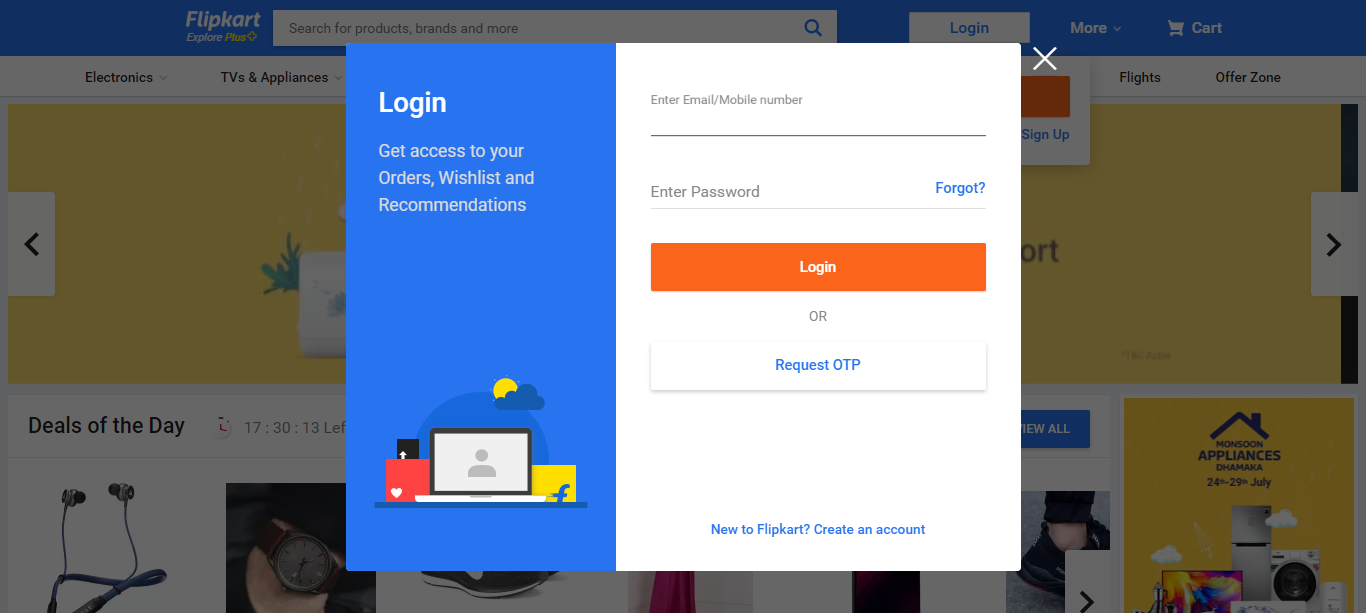 Flipkart
Explore Plus
Search for products, brands and more
Login
More
Cart
Electronics
TVs & Appliances
Flights
Offer Zone
Sign Up
Login
Get access to your
Orders, Wishlist and
Recommendations
Enter Email/Mobile number
Enter Password
Forgot?
Login
OR
Request OTP
New to Flipkart? Create an account
ort
Deals of the Day
17 : 30 : 13 Lef
VIEW ALL
MONSOON
APPLIANCES
DHAMAKA
24th-29th July